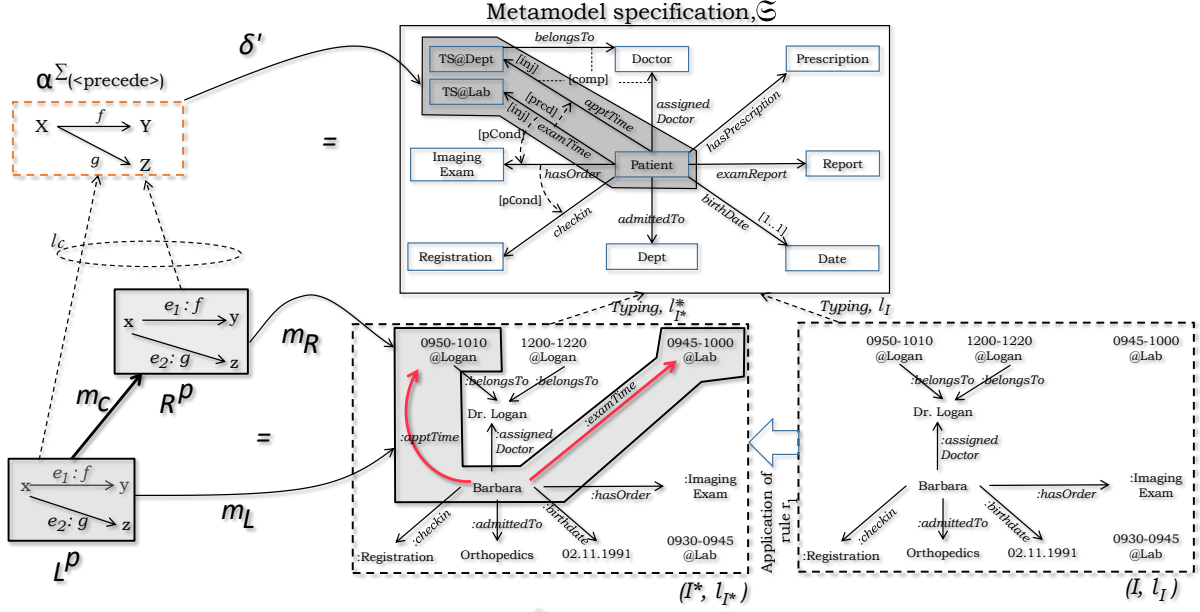 Metamodel specification,𝔖
δ'
α^Σ(<precede>)
X f Y
g
Z
=
belongsTo
TS@Dept
Doctor
Prescription
[inj]
[comp]
TS@Lab
[prcd]
apptTime
assigned
Doctor
[inj]
examTime
hasPrescription
[pCond]
Imaging
Exam
Patient
Report
hasOrder
examReport
[pCond]
checkin
admittedTo
birthDate
[1..1]
Registration
Dept
Date
l_C
Typing, l*_I*
Typing, l_I
e1 : f
x y
e2 : g z
m_R
R^p
m_C
=
e1 : f
x y
e2 : g z
m_L
L^p
0950-1010
@Logan
1200-1220
@Logan
0945-1000
@Lab
:belongsTo
:belongsTo
Dr. Logan
:examTime
:apptTime
:assigned
Doctor
Barbara
:hasOrder
:Imaging
Exam
:checkin
:admittedTo
:birthdate
0930-0945
@Lab
:Registration
Orthopedics
02.11.1991
(I*, l_I*)
Application of
rule r1
0950-1010
@Logan
1200-1220
@Logan
0945-1000
@Lab
:belongsTo
:belongsTo
Dr. Logan
:assigned
Doctor
Barbara
:hasOrder
:Imaging
Exam
:checkin
:admittedTo
:birthdate
0930-0945
@Lab
:Registration
Orthopedics
02.11.1991
(I, l_I)